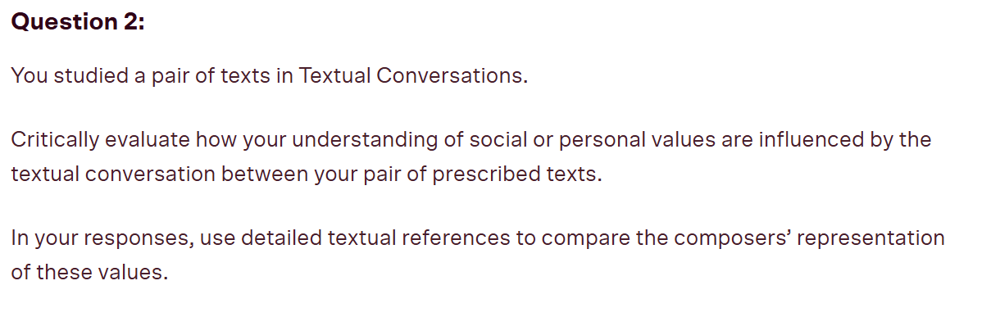 Question 2:
You studied a pair of texts in Textual Conversations.
Critically evaluate how your understanding of social or personal values are influenced by the
textual conversation between your pair of prescribed texts.
In your responses, use detailed textual references to compare the composers’ representation
of these values.